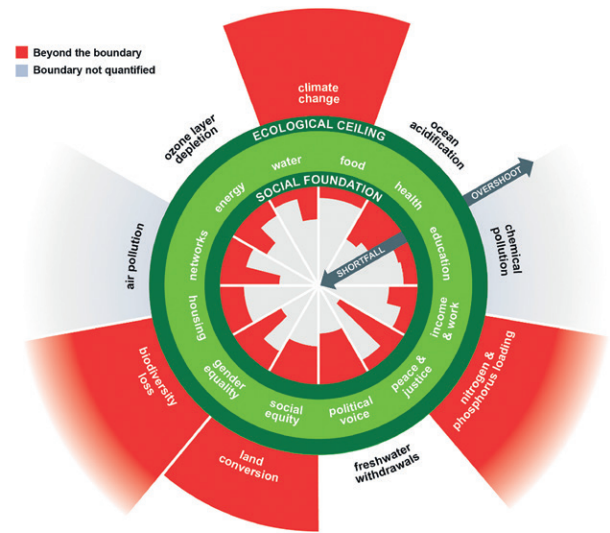 Beyond the boundary
Boundary not quantified
climate
change
ozone layer
depletion
ocean
acidification
ECOLOGICAL CEILING
water
food
energy
health
SOCIAL FOUNDATION
OVERSHOOT
networks
education
SHORTFALL
air pollution
chemical
pollution
housing
income
& work
gender
equality
peace &
justice
social
equity
political
voice
biodiversity
loss
nitrogen &
phosphorus loading
land
conversion
freshwater
withdrawals